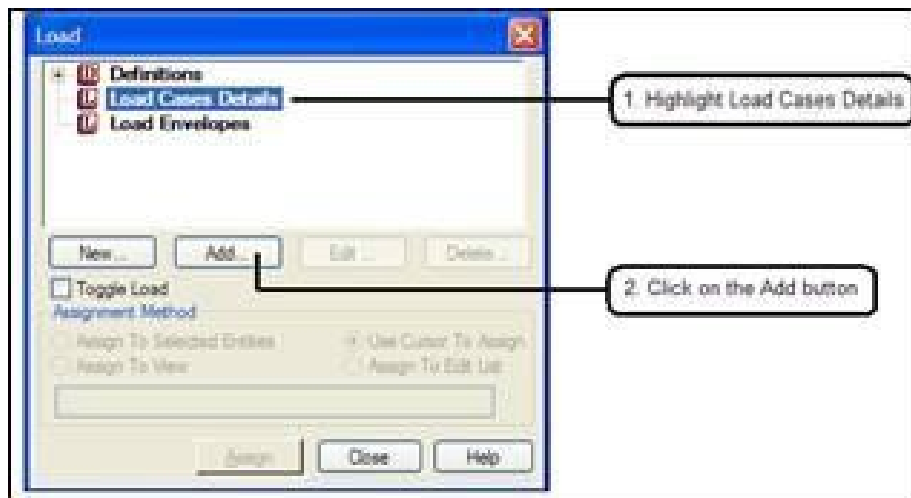 Load
Definitions
Load Cases Details
Load Envelopes
1. Highlight Load Cases Details
New...
Add...
Edit...
Delete...
Toggle Load
2. Click on the Add button
Assignment Method
Assign To Selected Entities
Use Cursor To Assign
Assign To View
Assign To Edit List
Assign
Close
Help